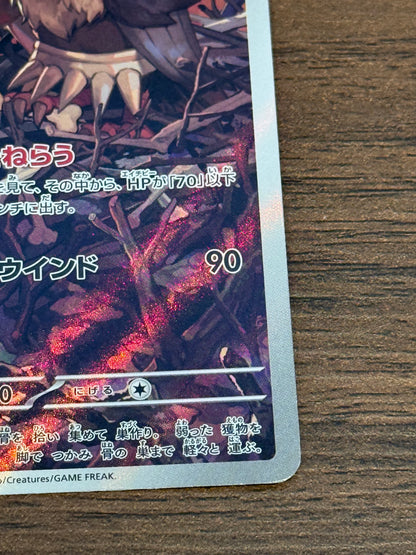 ねらう
見て、その中から、HPが「70」以下
ンチに出す。
ウインド 90
0 にげる
骨を 拾い 集めて 巣作り。 弱った 獲物を
脚で つかみ 骨の 巣まで 軽々と 運ぶ。
/Creatures/GAME FREAK.